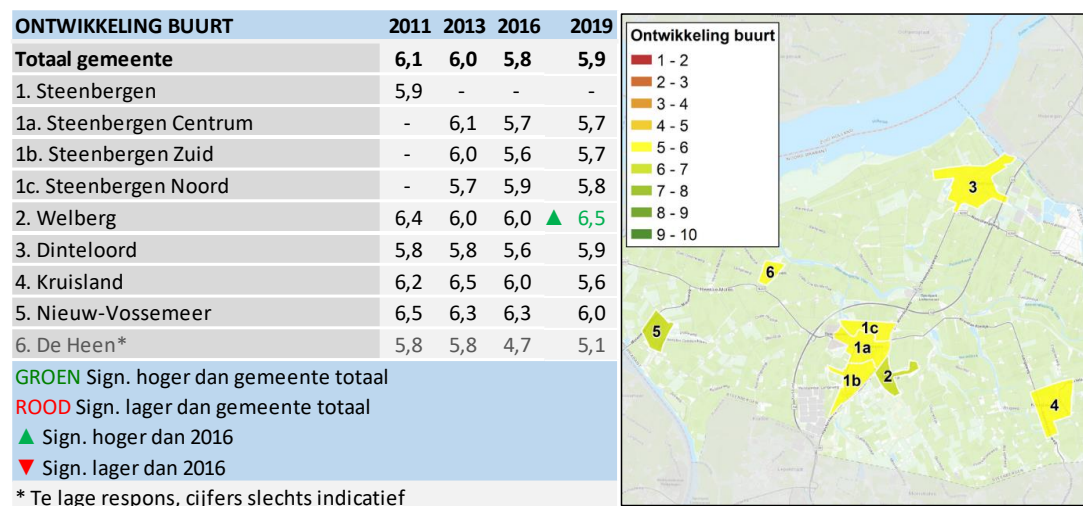 ONTWIKKELING BUURT 2011 2013 2016 2019
Totaal gemeente 6,1 6,0 5,8 5,9
1. Steenbergen 5,9 - - -
1a. Steenbergen Centrum - 6,1 5,7 5,7
1b. Steenbergen Zuid - 6,0 5,6 5,7
1c. Steenbergen Noord - 5,7 5,9 5,8
2. Welberg 6,4 6,0 6,0 ▲ 6,5
3. Dinteloord 5,8 5,8 5,6 5,9
4. Kruisland 6,2 6,5 6,0 5,6
5. Nieuw-Vossemeer 6,5 6,3 6,3 6,0
6. De Heen* 5,8 5,8 4,7 5,1
GROEN Sign. hoger dan gemeente totaal
ROOD Sign. lager dan gemeente totaal
▲ Sign. hoger dan 2016
▼ Sign. lager dan 2016
* Te lage respons, cijfers slechts indicatief
Ontwikkeling buurt
1 - 2
2 - 3
3 - 4
4 - 5
5 - 6
6 - 7
7 - 8
8 - 9
9 - 10
3
6
5
1c
1a
1b
2
4